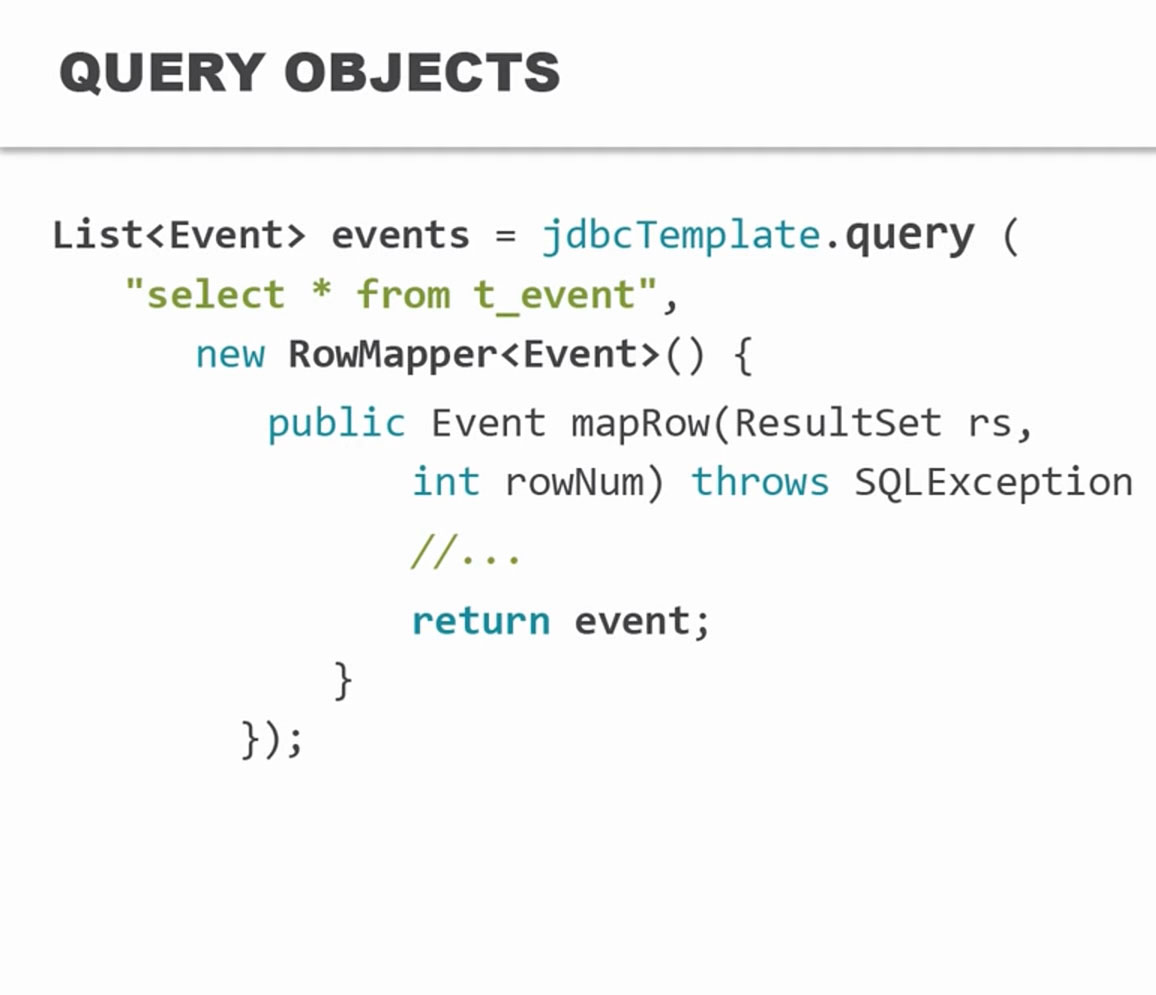 QUERY OBJECTS
List<Event> events = jdbcTemplate.query (
"select * from t_event",
new RowMapper<Event>() {
public Event mapRow(ResultSet rs,
int rowNum) throws SQLException
//...
return event;
}
});